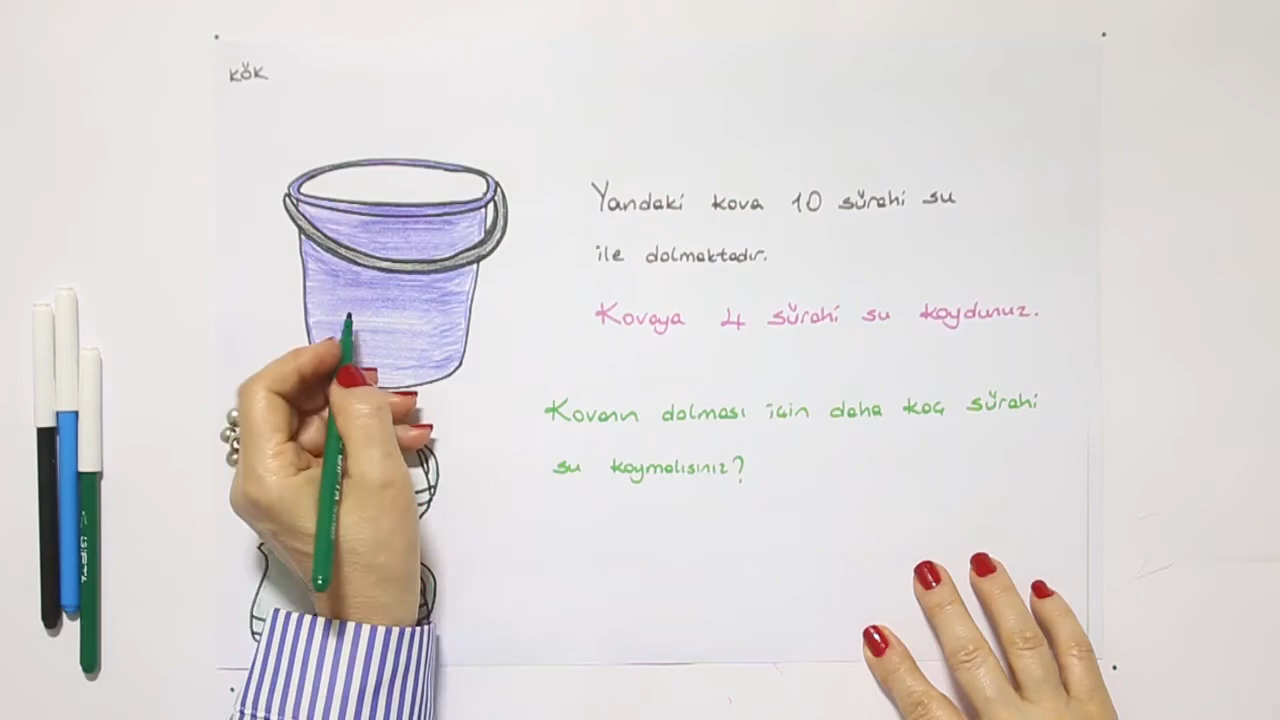 KÖK
Yandaki kova 10 sürahi su
ile dolmaktadır.
Kovaya 4 sürahi su koydunuz.
Kovanın dolması için daha kaç sürahi
su koymalısınız?